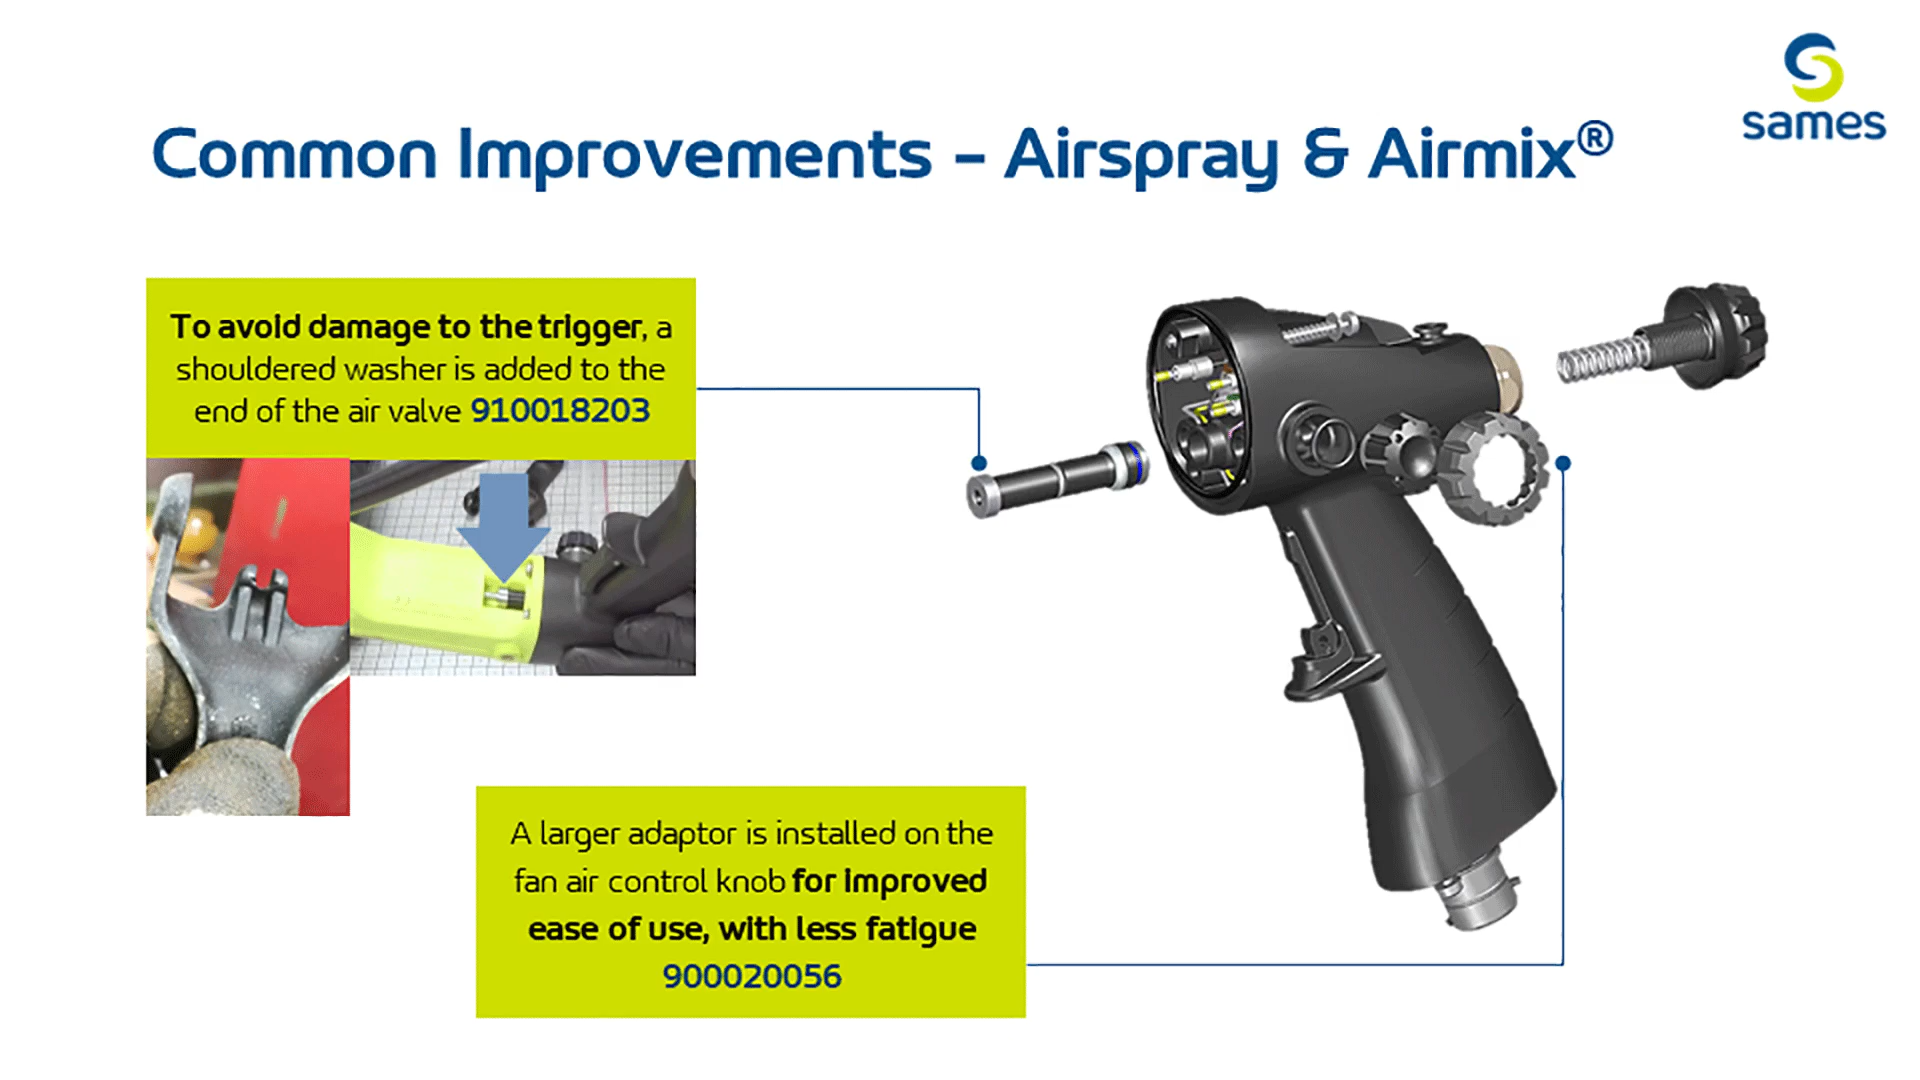 sames
Common Improvements - Airspray & Airmix®
To avoid damage to the trigger, a
shouldered washer is added to the
end of the air valve 910018203
A larger adaptor is installed on the
fan air control knob for improved
ease of use, with less fatigue
900020056